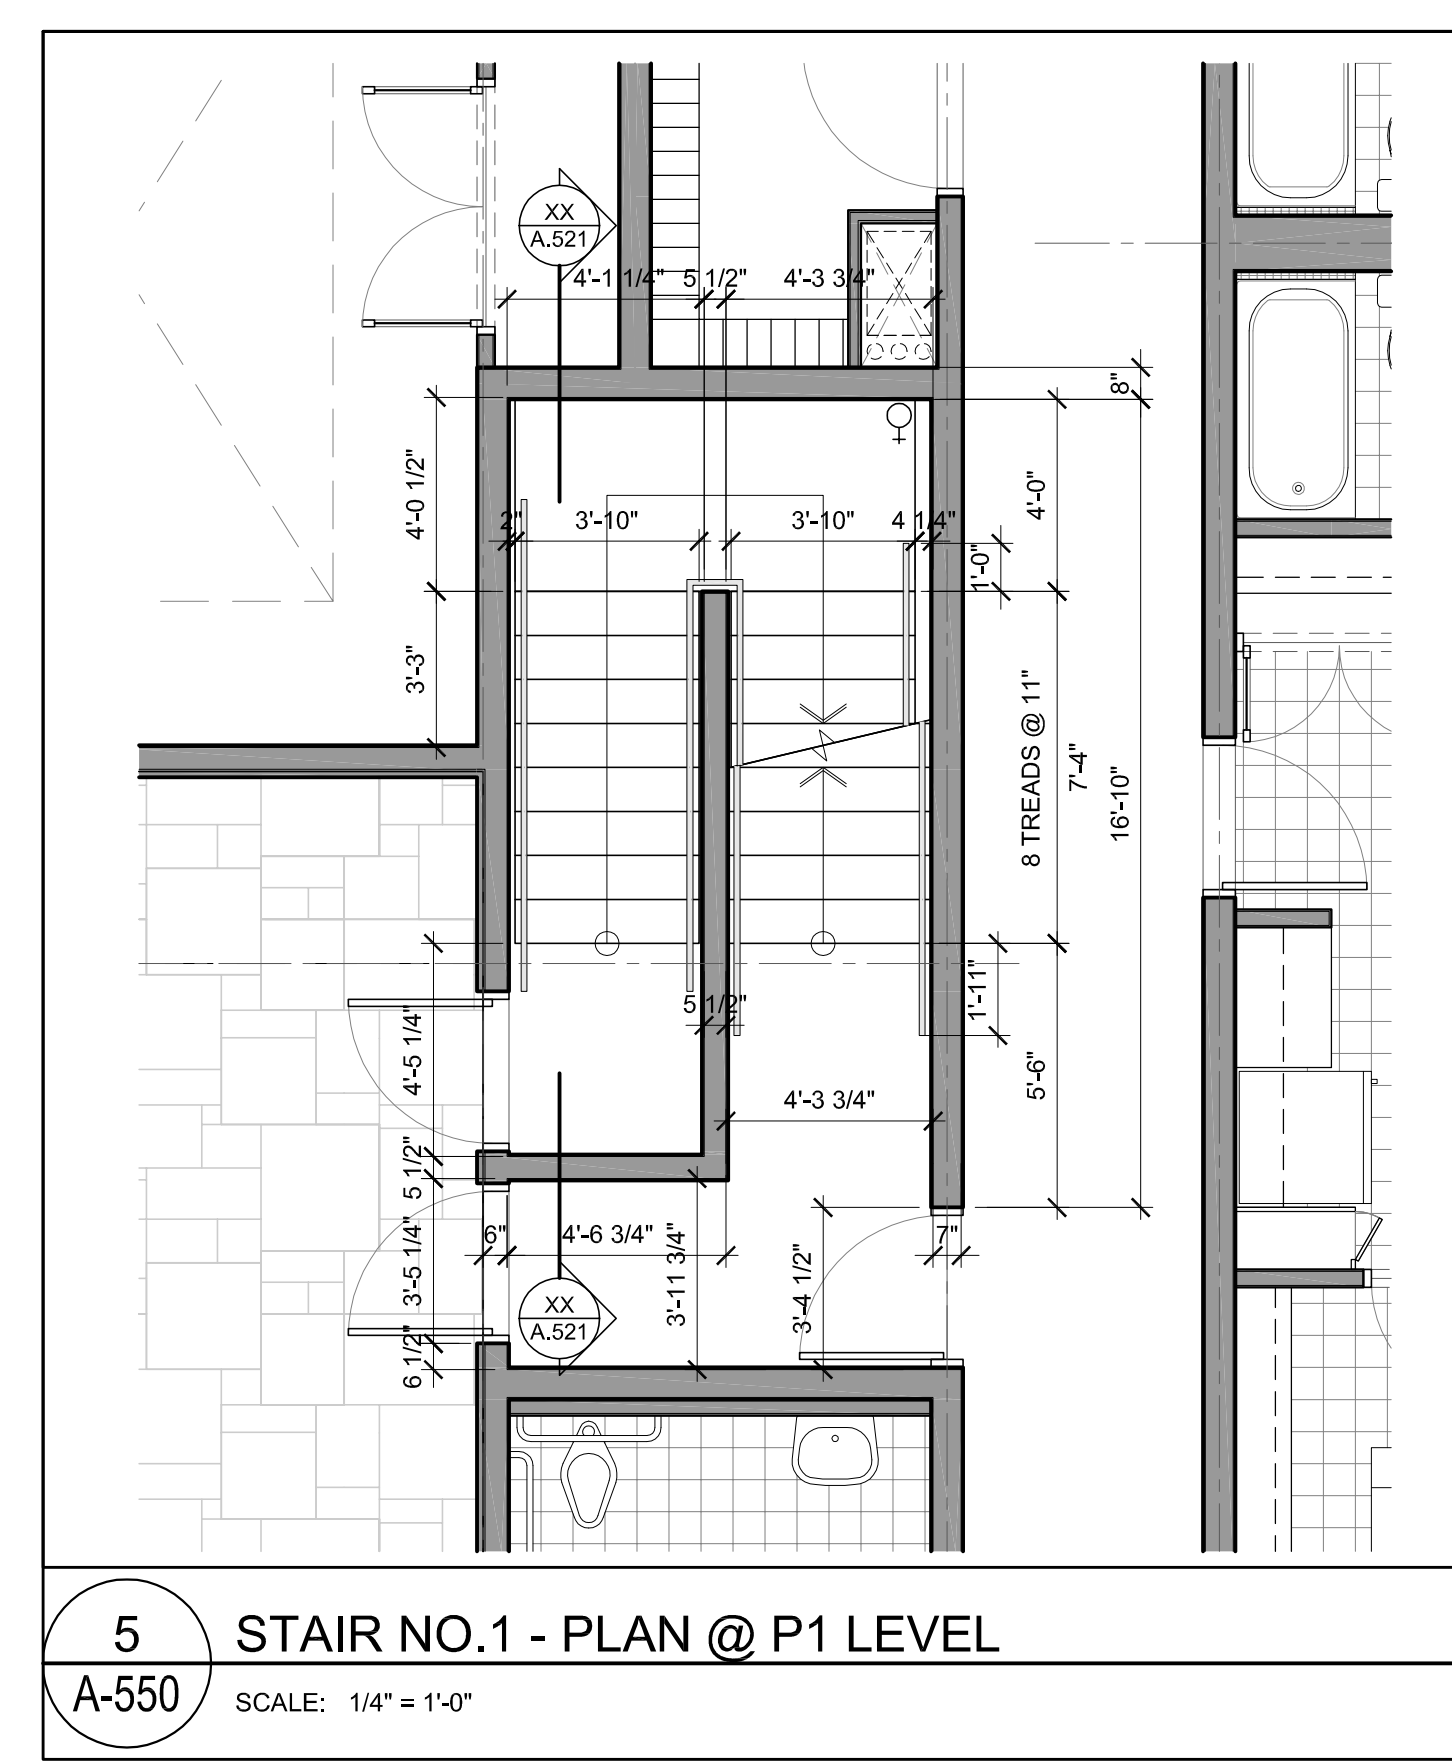 XX
A.521
4'-1 1/4" 5 1/2" 4'-3 3/4"
8"
4'-0 1/2"
4'-0"
2" 3'-10" 3'-10" 4 1/4"
1'-0"
3'-3"
8 TREADS @ 11"
7'-4"
16'-10"
1'-11"
5 1/2"
4'-5 1/4"
5'-6"
4'-3 3/4"
5 1/2"
6" 4'-6 3/4" 7"
3'-5 1/4"
3'-11 3/4"
3'-4 1/2"
XX
A.521
6 1/2"
5
A-550
STAIR NO.1 - PLAN @ P1 LEVEL
SCALE: 1/4" = 1'-0"